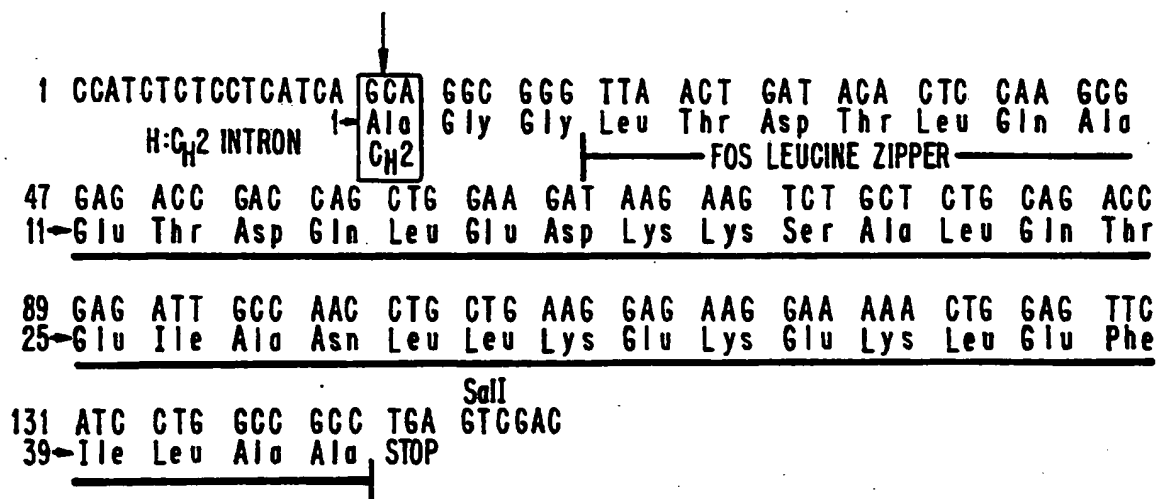 1 CCATCTCTCCTCATCA GCA GGC GGG TTA ACT GAT ACA CTC CAA GCG
1 Ala Gly Gly Leu Thr Asp Thr Leu Gln Ala
H:CH2 INTRON CH2 FOS LEUCINE ZIPPER
47 GAG ACC GAC CAG CTG GAA GAT AAG AAG TCT GCT CTG CAG ACC
11 Glu Thr Asp Gln Leu Glu Asp Lys Lys Ser Ala Leu Gln Thr
89 GAG ATT GCC AAC CTG CTG AAG GAG AAG GAA AAA CTG GAG TTC
25 Glu Ile Ala Asn Leu Leu Lys Glu Lys Glu Lys Leu Glu Phe
SalI
131 ATC CTG GCC GCC TGA GTCGAC
39 Ile Leu Ala Ala STOP